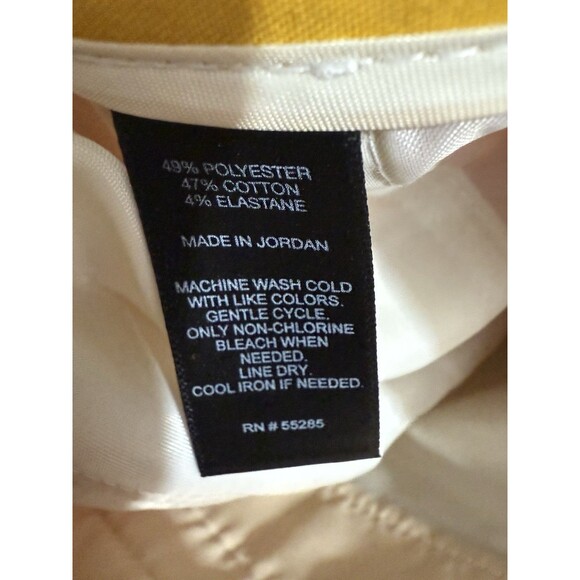 49% POLYESTER
47% COTTON
4% ELASTANE
MADE IN JORDAN
MACHINE WASH COLD
WITH LIKE COLORS.
GENTLE CYCLE.
ONLY NON-CHLORINE
BLEACH WHEN
NEEDED.
LINE DRY.
COOL IRON IF NEEDED.
RN # 55285